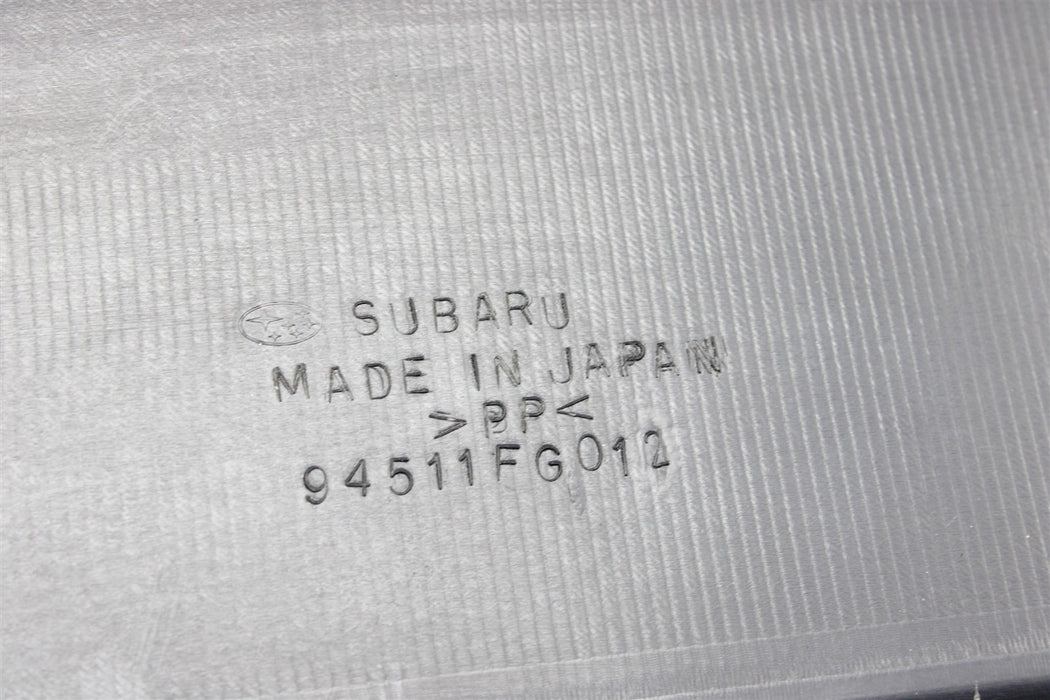 SUBARU
MADE IN JAPAN
>PP<
94511FG012